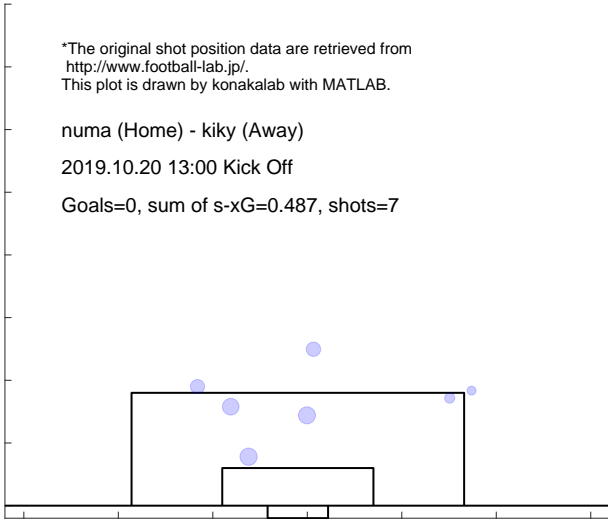 *The original shot position data are retrieved from
http://www.football-lab.jp/.
This plot is drawn by konakalab with MATLAB.
numa (Home) - kiky (Away)
2019.10.20 13:00 Kick Off
Goals=0, sum of s-xG=0.487, shots=7